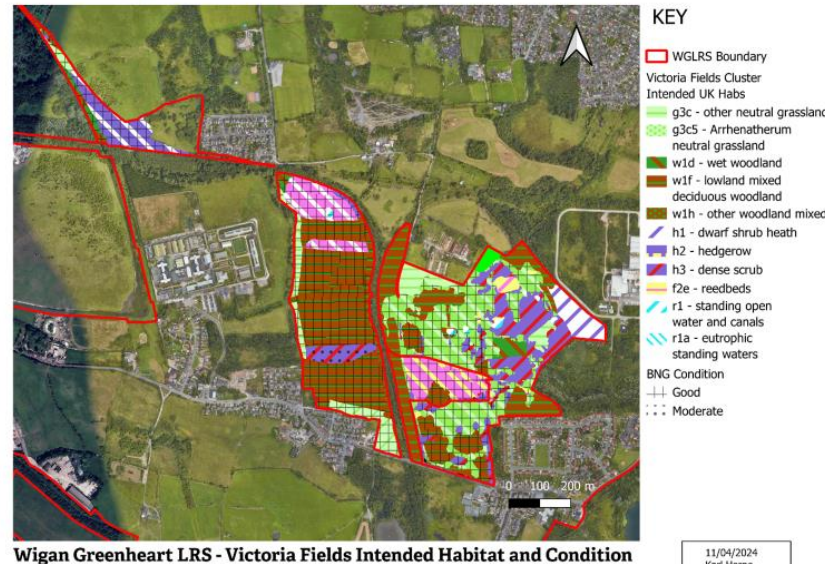 KEY
WGLRS Boundary
Victoria Fields Cluster
Intended UK Habs
g3c - other neutral grassland
g3c5 - Arrhenatherum
neutral grassland
w1d - wet woodland
w1f - lowland mixed
deciduous woodland
w1h - other woodland mixed
h1 - dwarf shrub heath
h2 - hedgerow
h3 - dense scrub
f2e - reedbeds
r1 - standing open
water and canals
r1a - eutrophic
standing waters
BNG Condition
Good
Moderate
0 100 200 m
Wigan Greenheart LRS - Victoria Fields Intended Habitat and Condition
11/04/2024